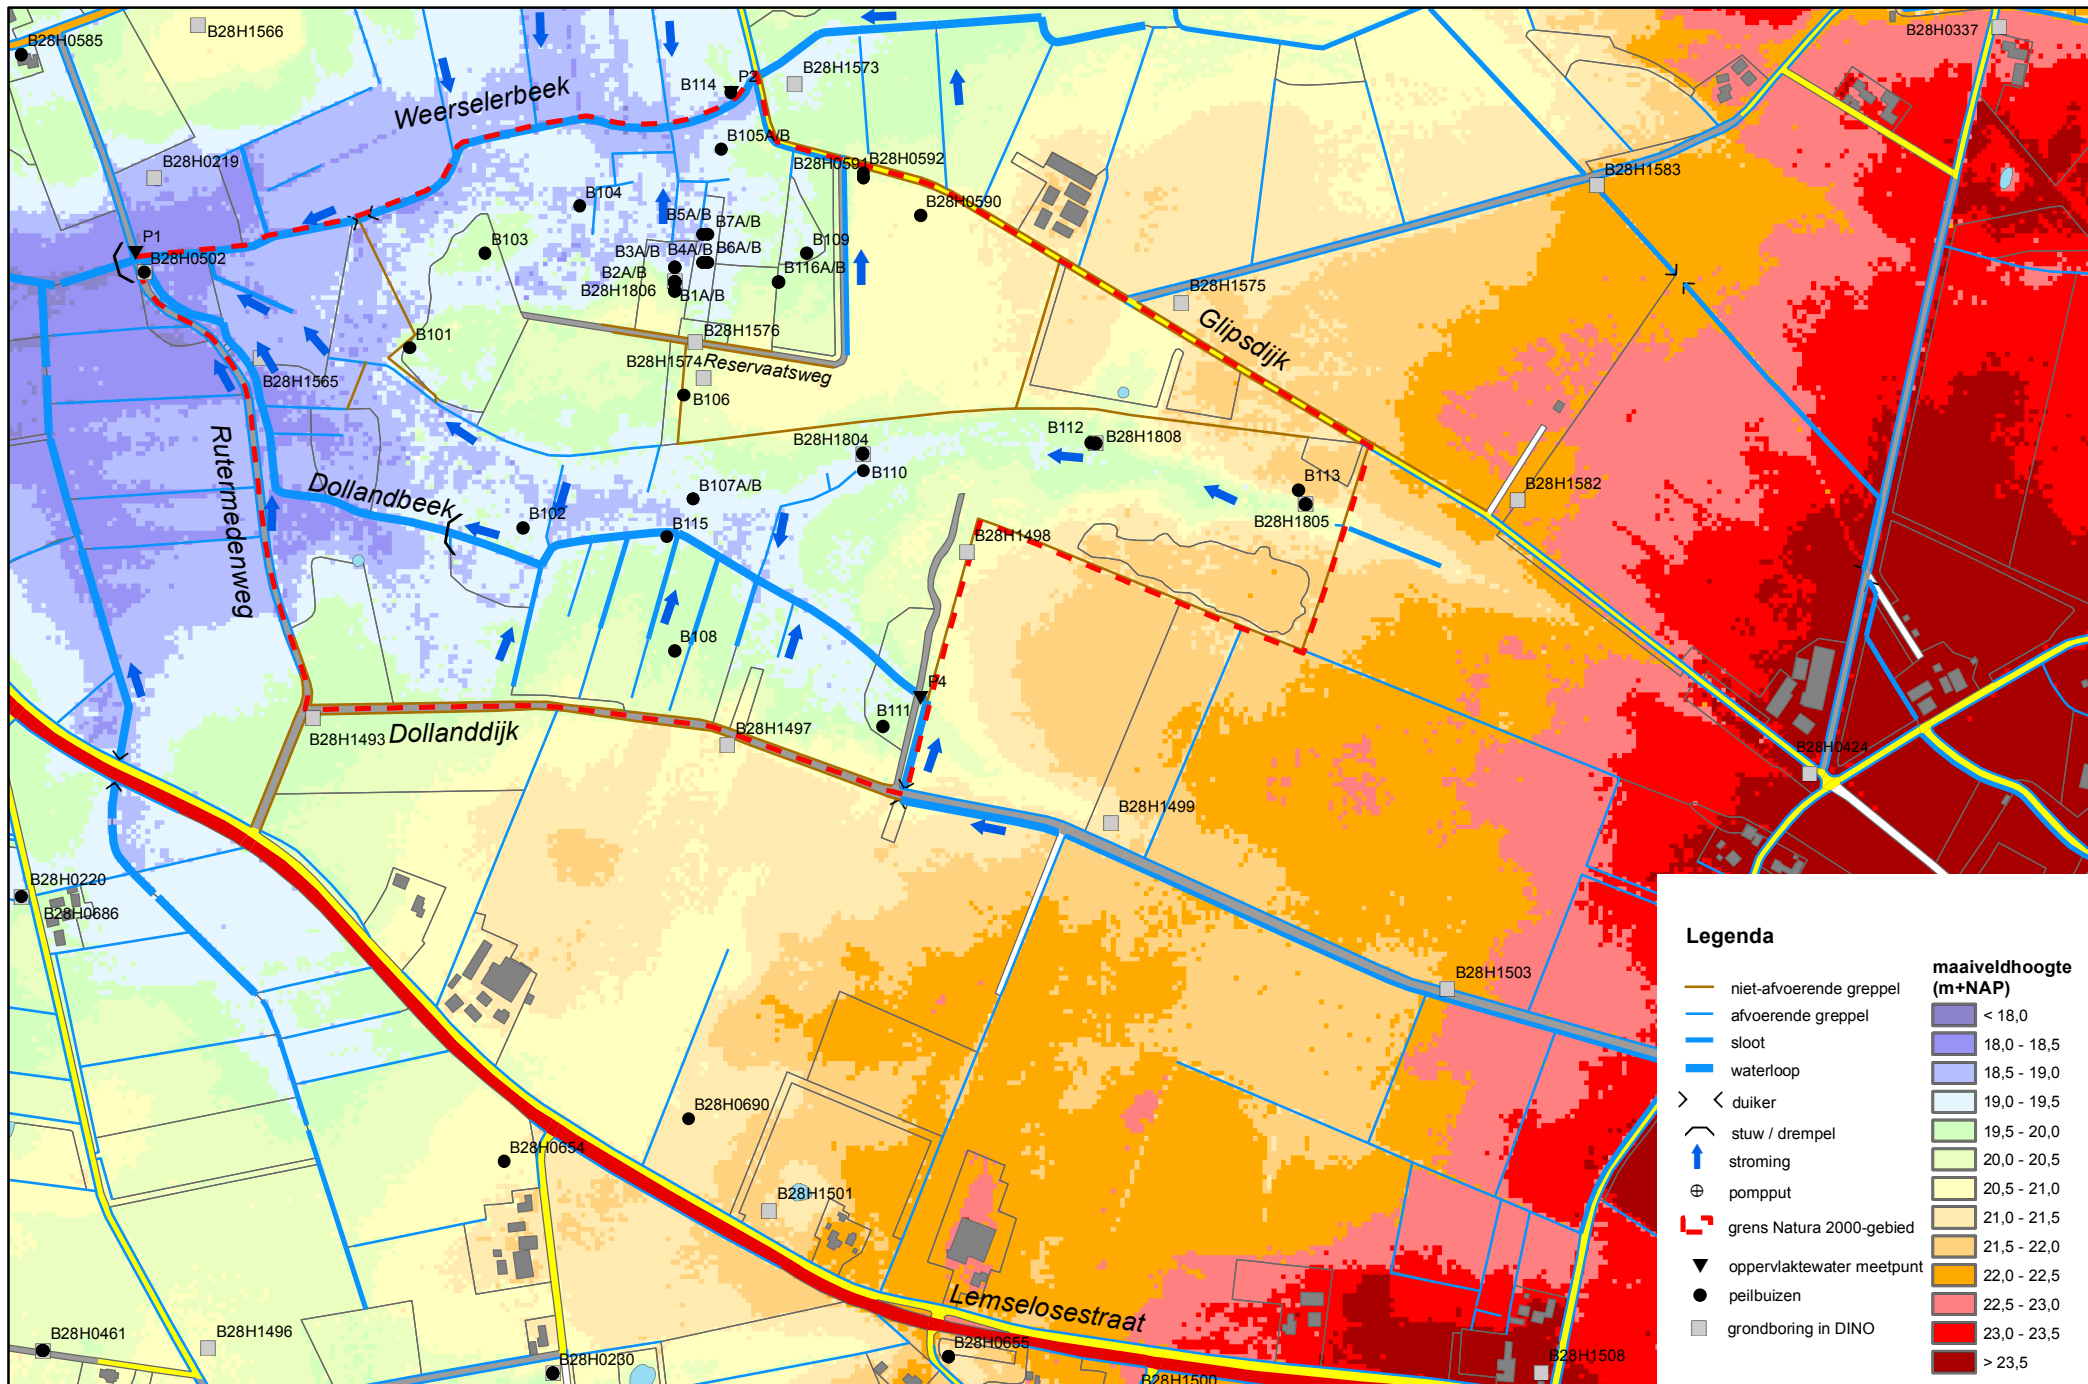 B28H1566
B28H0585
B28H0337
B28H1573
B114
P2
Weerselerbeek
B105A/B
B28H0592
B28H0591
B28H0219
B28H1583
B104
B28H0590
B5A/B
B7A/B
P1
B103
B3A/B
B4A/B
B6A/B
B109
B28H0502
B2A/B
B116A/B
B28H1806
B1A/B
B28H1575
B28H1576
Glipsdijk
B101
B28H1574
Reservaatsweg
B28H1565
B106
Rutermedenweg
B28H1804
B112
B28H1808
B110
Dollandbeek
B107A/B
B113
B28H1582
B102
B28H1805
B115
B28H1498
B108
P4
B111
B28H1493
Dollanddijk
B28H1497
B28H0424
B28H1499
B28H0220
B28H0686
B28H1503
B28H0690
B28H0654
B28H1501
Lemselosestraat
B28H0461
B28H1496
B28H0230
B28H0655
B28H1500
B28H1508
Legenda
niet-afvoerende greppel
afvoerende greppel
sloot
waterloop
duiker
stuw / drempel
stroming
pompput
grens Natura 2000-gebied
oppervlaktewater meetpunt
peilbuizen
grondboring in DINO
maaiveldhoogte
(m+NAP)
< 18,0
18,0 - 18,5
18,5 - 19,0
19,0 - 19,5
19,5 - 20,0
20,0 - 20,5
20,5 - 21,0
21,0 - 21,5
21,5 - 22,0
22,0 - 22,5
22,5 - 23,0
23,0 - 23,5
> 23,5